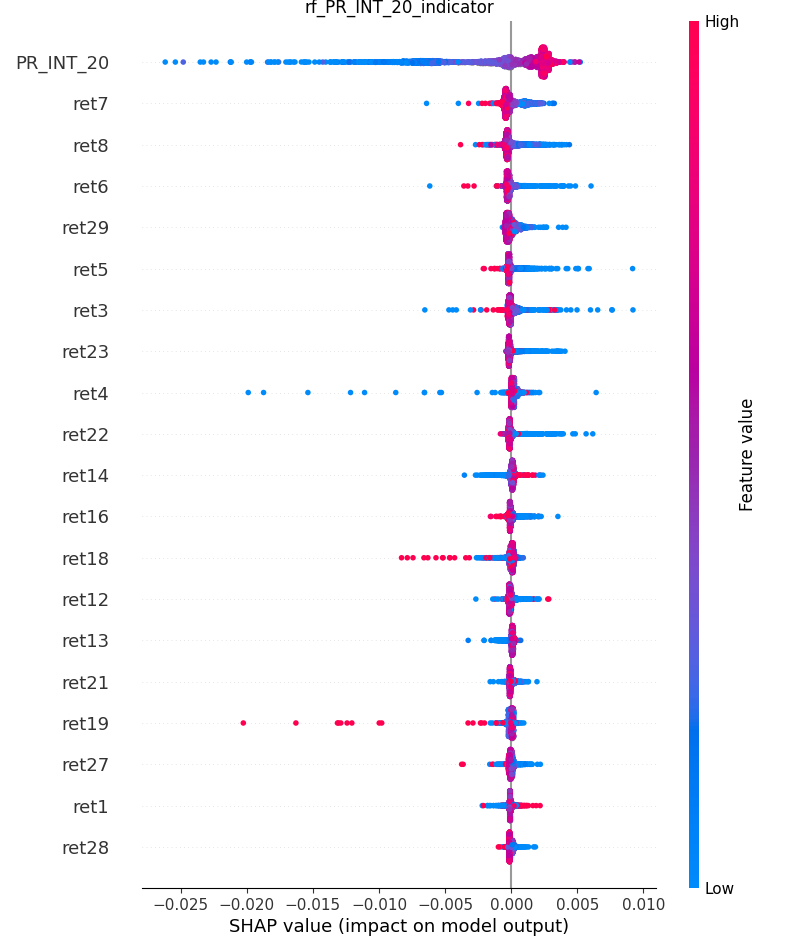 rf_PR_INT_20_indicator
PR_INT_20
ret7
ret8
ret6
ret29
ret5
ret3
ret23
ret4
ret22
ret14
ret16
ret18
ret12
ret13
ret21
ret19
ret27
ret1
ret28
−0.025 −0.020 −0.015 −0.010 −0.005 0.000 0.005 0.010
SHAP value (impact on model output)
High
Feature value
Low